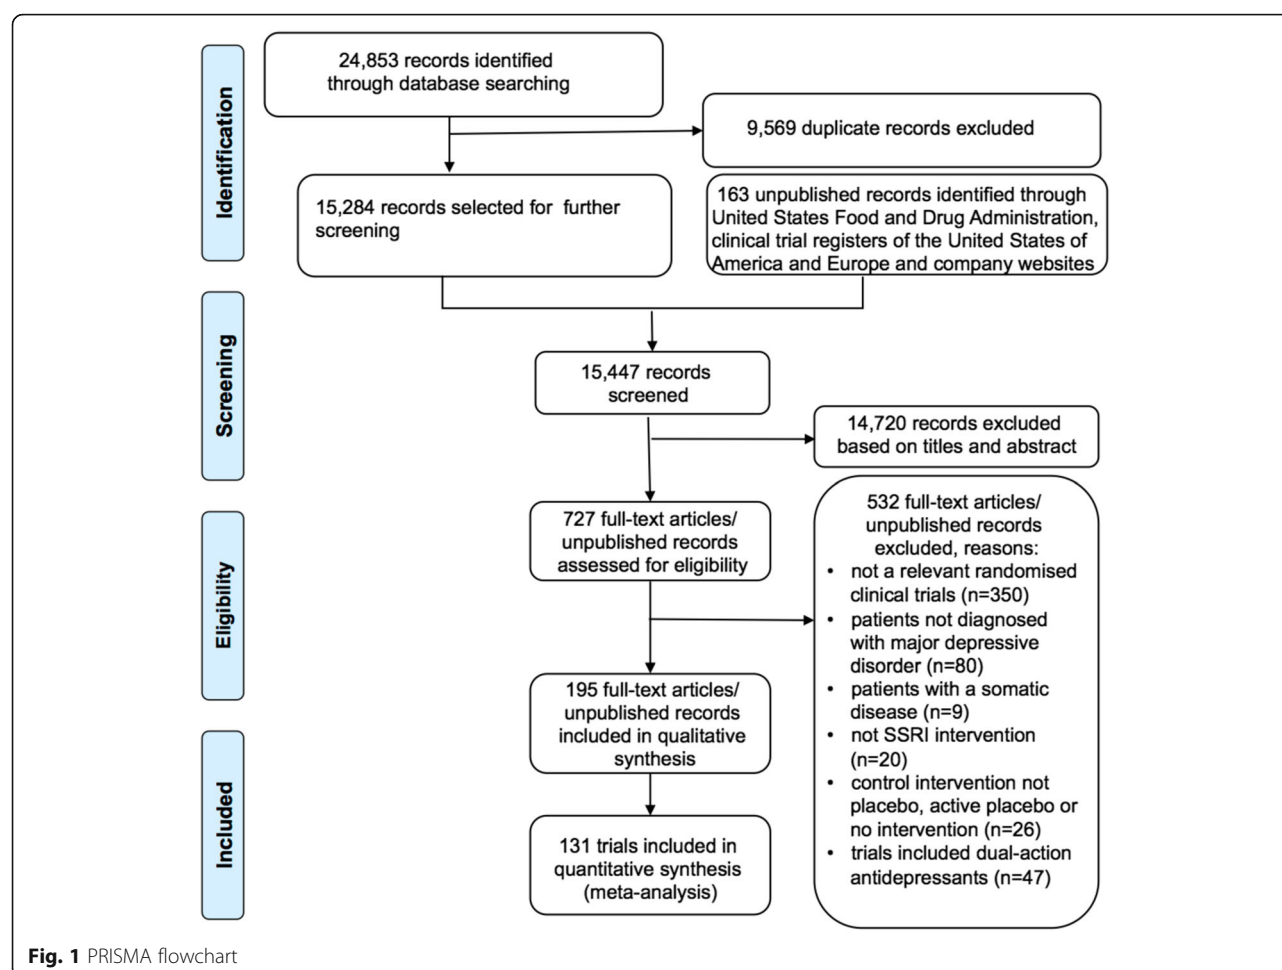 Identification
24,853 records identified
through database searching
9,569 duplicate records excluded
15,284 records selected for further
screening
163 unpublished records identified through
United States Food and Drug Administration,
clinical trial registers of the United States of
America and Europe and company websites
Screening
15,447 records
screened
14,720 records excluded
based on titles and abstract
Eligibility
727 full-text articles/
unpublished records
assessed for eligibility
532 full-text articles/
unpublished records
excluded, reasons:
• not a relevant randomised
clinical trials (n=350)
• patients not diagnosed
with major depressive
disorder (n=80)
• patients with a somatic
disease (n=9)
• not SSRI intervention
(n=20)
• control intervention not
placebo, active placebo or
no intervention (n=26)
• trials included dual-action
antidepressants (n=47)
195 full-text articles/
unpublished records
included in qualitative
synthesis
Included
131 trials included in
quantitative synthesis
(meta-analysis)
Fig. 1 PRISMA flowchart